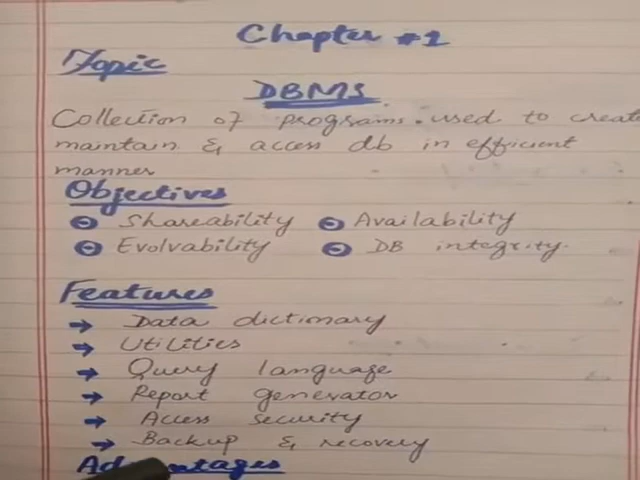 Chapter #1
Topic
DBMS
Collection of programs used to create
maintain & access db in efficient
manner
Objectives
Shareability Availability
Evolvability DB integrity.
Features
→ Data dictionary
→ Utilities
→ Query language
→ Report generator
→ Access security
→ Backup & recovery
Advantages